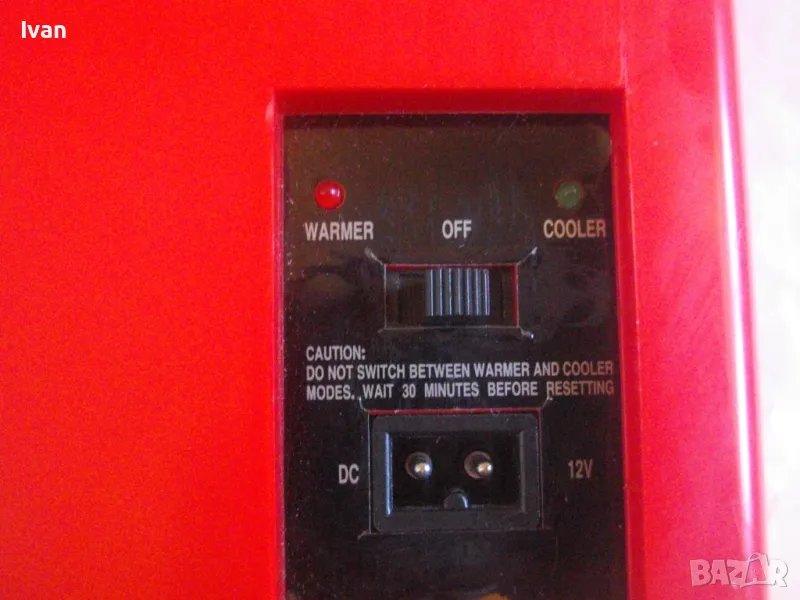 Ivan
WARMER OFF COOLER
CAUTION:
DO NOT SWITCH BETWEEN WARMER AND COOLER
MODES. WAIT 30 MINUTES BEFORE RESETTING
DC 12V
BAZAR